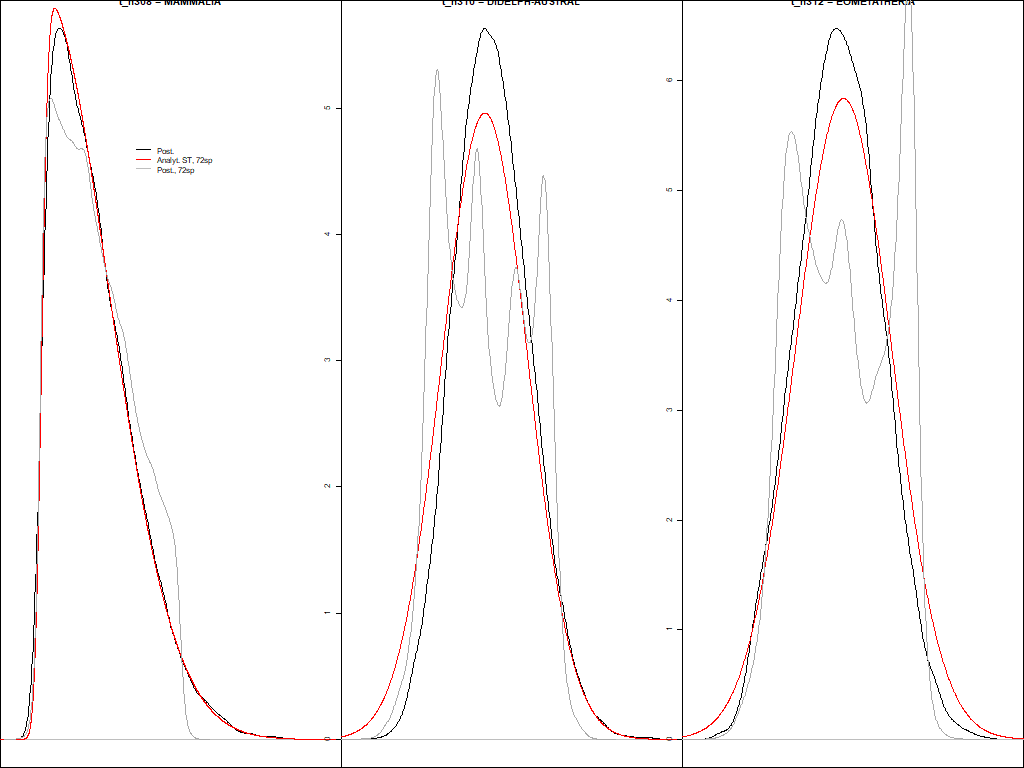 t_n308 = MAMMALIA
t_n310 = DIDELPH-AUSTRAL
t_n312 = EOMETATHERIA
Post.
Analyt. ST, 72sp
Post., 72sp
5
4
3
2
1
0
6
5
4
3
2
1
0